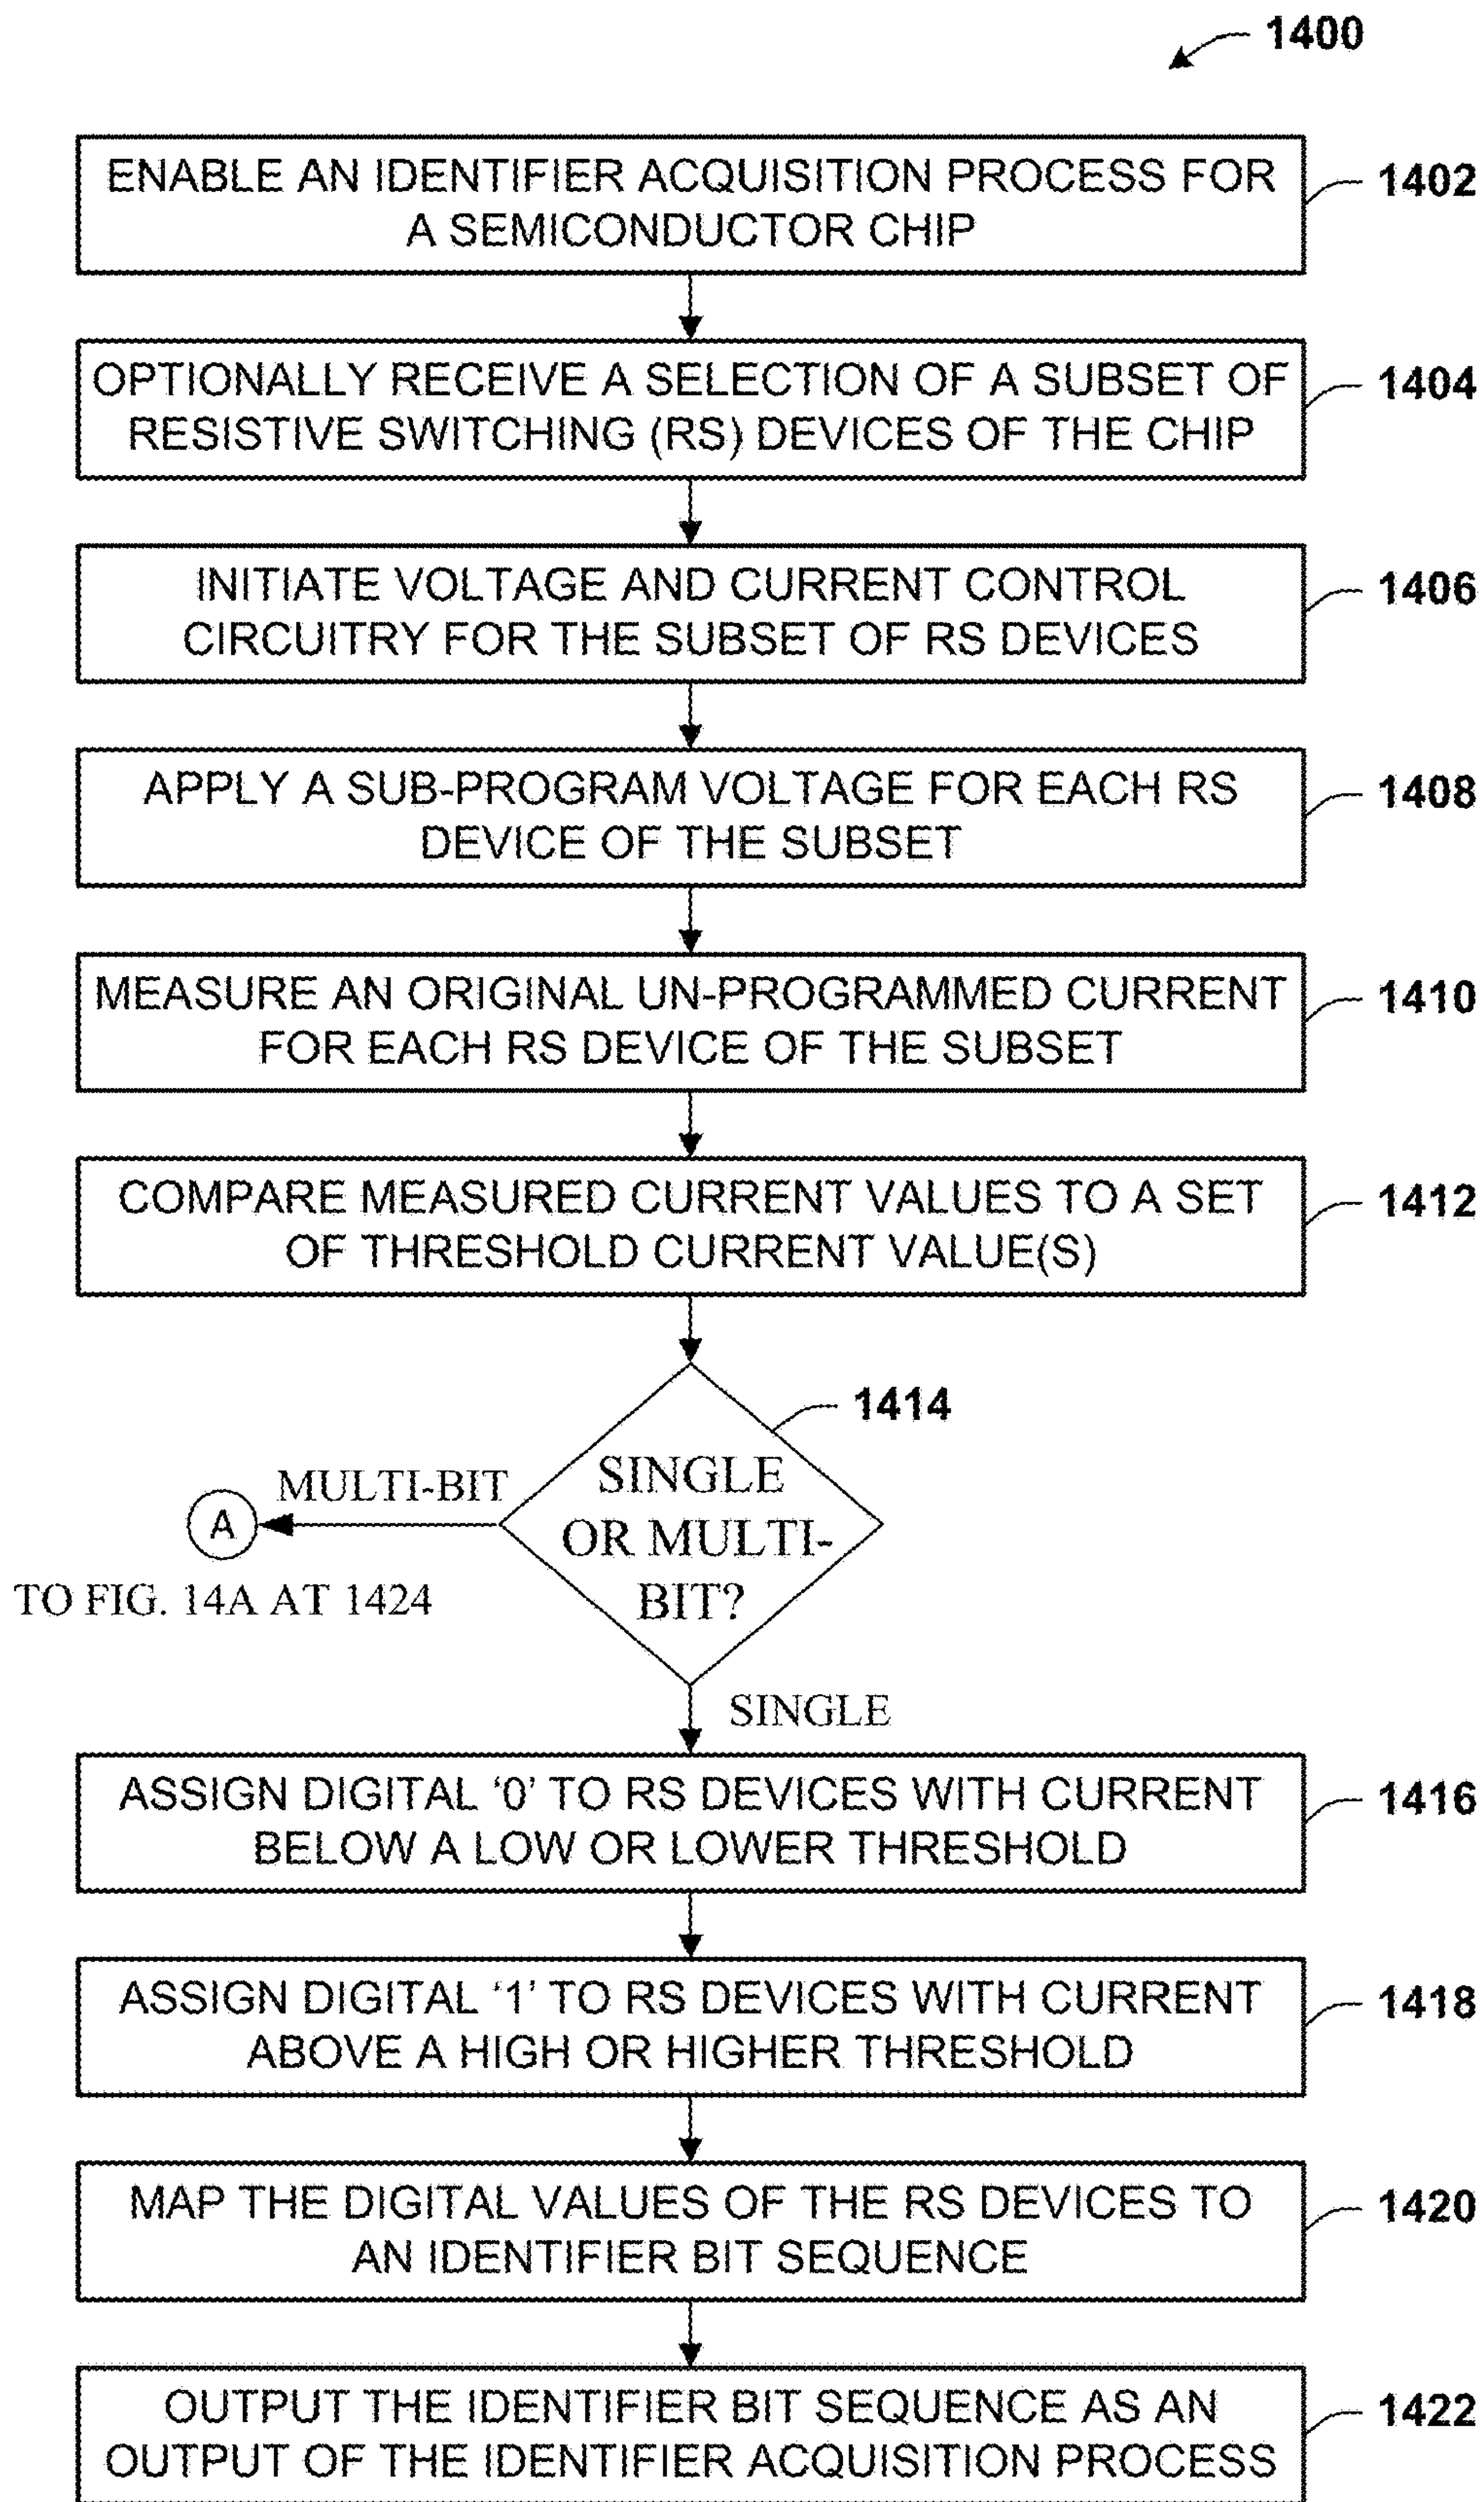 1400
ENABLE AN IDENTIFIER ACQUISITION PROCESS FOR
A SEMICONDUCTOR CHIP
1402
OPTIONALLY RECEIVE A SELECTION OF A SUBSET OF
RESISTIVE SWITCHING (RS) DEVICES OF THE CHIP
1404
INITIATE VOLTAGE AND CURRENT CONTROL
CIRCUITRY FOR THE SUBSET OF RS DEVICES
1406
APPLY A SUB-PROGRAM VOLTAGE FOR EACH RS
DEVICE OF THE SUBSET
1408
MEASURE AN ORIGINAL UN-PROGRAMMED CURRENT
FOR EACH RS DEVICE OF THE SUBSET
1410
COMPARE MEASURED CURRENT VALUES TO A SET
OF THRESHOLD CURRENT VALUE(S)
1412
1414
SINGLE
OR MULTI-
BIT?
MULTI-BIT
A
TO FIG. 14A AT 1424
SINGLE
ASSIGN DIGITAL ‘0’ TO RS DEVICES WITH CURRENT
BELOW A LOW OR LOWER THRESHOLD
1416
ASSIGN DIGITAL ‘1’ TO RS DEVICES WITH CURRENT
ABOVE A HIGH OR HIGHER THRESHOLD
1418
MAP THE DIGITAL VALUES OF THE RS DEVICES TO
AN IDENTIFIER BIT SEQUENCE
1420
OUTPUT THE IDENTIFIER BIT SEQUENCE AS AN
OUTPUT OF THE IDENTIFIER ACQUISITION PROCESS
1422